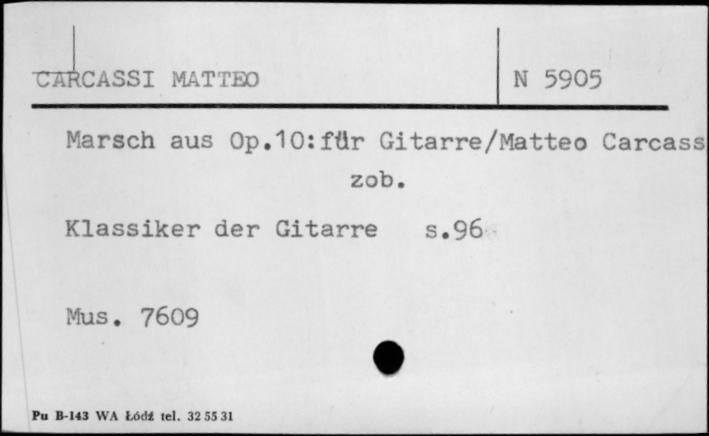 CARCASSI MATTEO
N 5905
Marsch aus Op.10:für Gitarre/Matteo Carcass
zob.
Klassiker der Gitarre s.96
Mus. 7609
Pu B-143 WA Łódź tel. 32 55 31